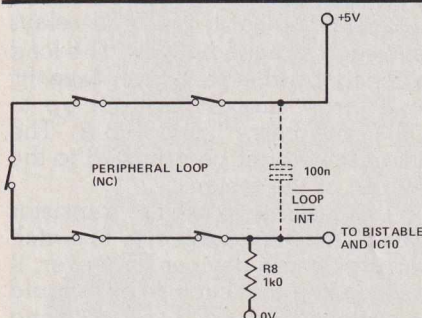 +5V
PERIPHERAL LOOP
(NC)
100n
LOOP
INT
TO BISTABLE
AND IC10
R8
1k0
0V